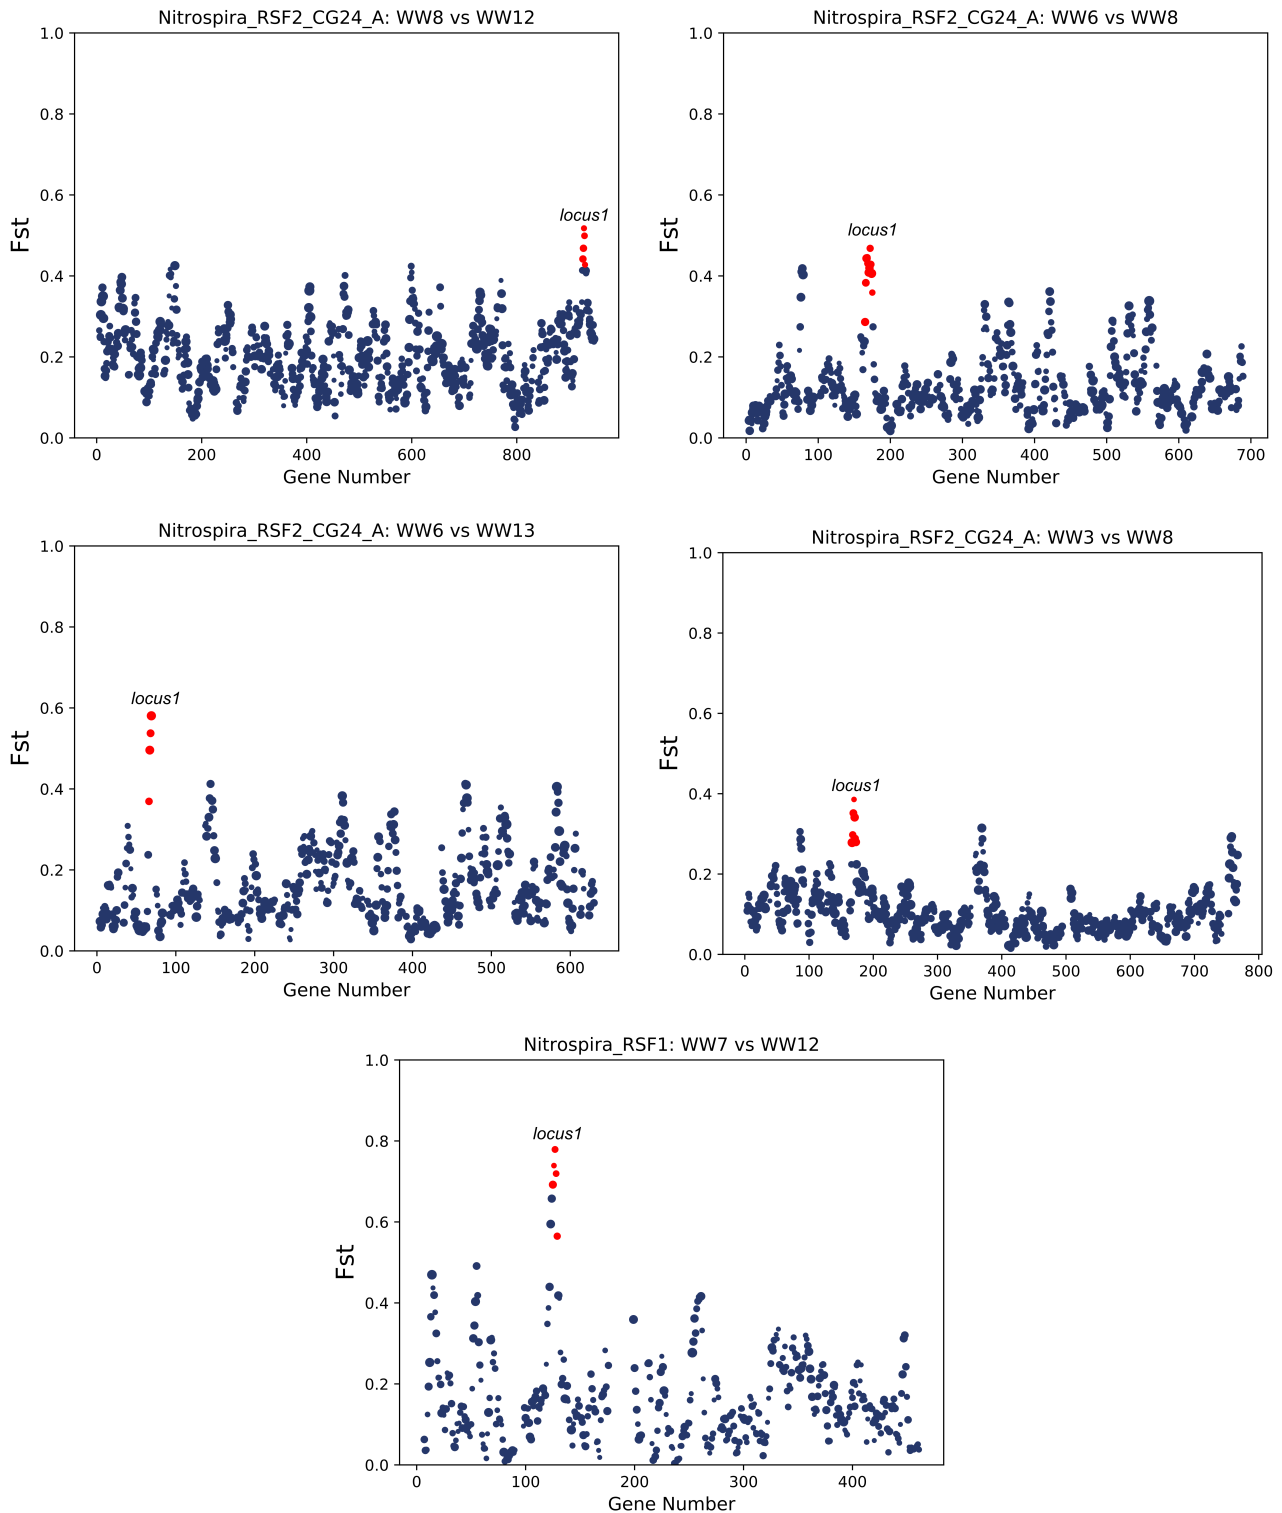 Nitrospira_RSF2_CG24_A: WW8 vs WW12
1.0
0.8
0.6
0.4
0.2
0.0
Fst
locus1
0 200 400 600 800
Gene Number
Nitrospira_RSF2_CG24_A: WW6 vs WW8
1.0
0.8
0.6
0.4
0.2
0.0
Fst
locus1
0 100 200 300 400 500 600 700
Gene Number
Nitrospira_RSF2_CG24_A: WW6 vs WW13
1.0
0.8
0.6
0.4
0.2
0.0
Fst
locus1
0 100 200 300 400 500 600
Gene Number
Nitrospira_RSF2_CG24_A: WW3 vs WW8
1.0
0.8
0.6
0.4
0.2
0.0
Fst
locus1
0 100 200 300 400 500 600 700 800
Gene Number
Nitrospira_RSF1: WW7 vs WW12
1.0
0.8
0.6
0.4
0.2
0.0
Fst
locus1
0 100 200 300 400
Gene Number